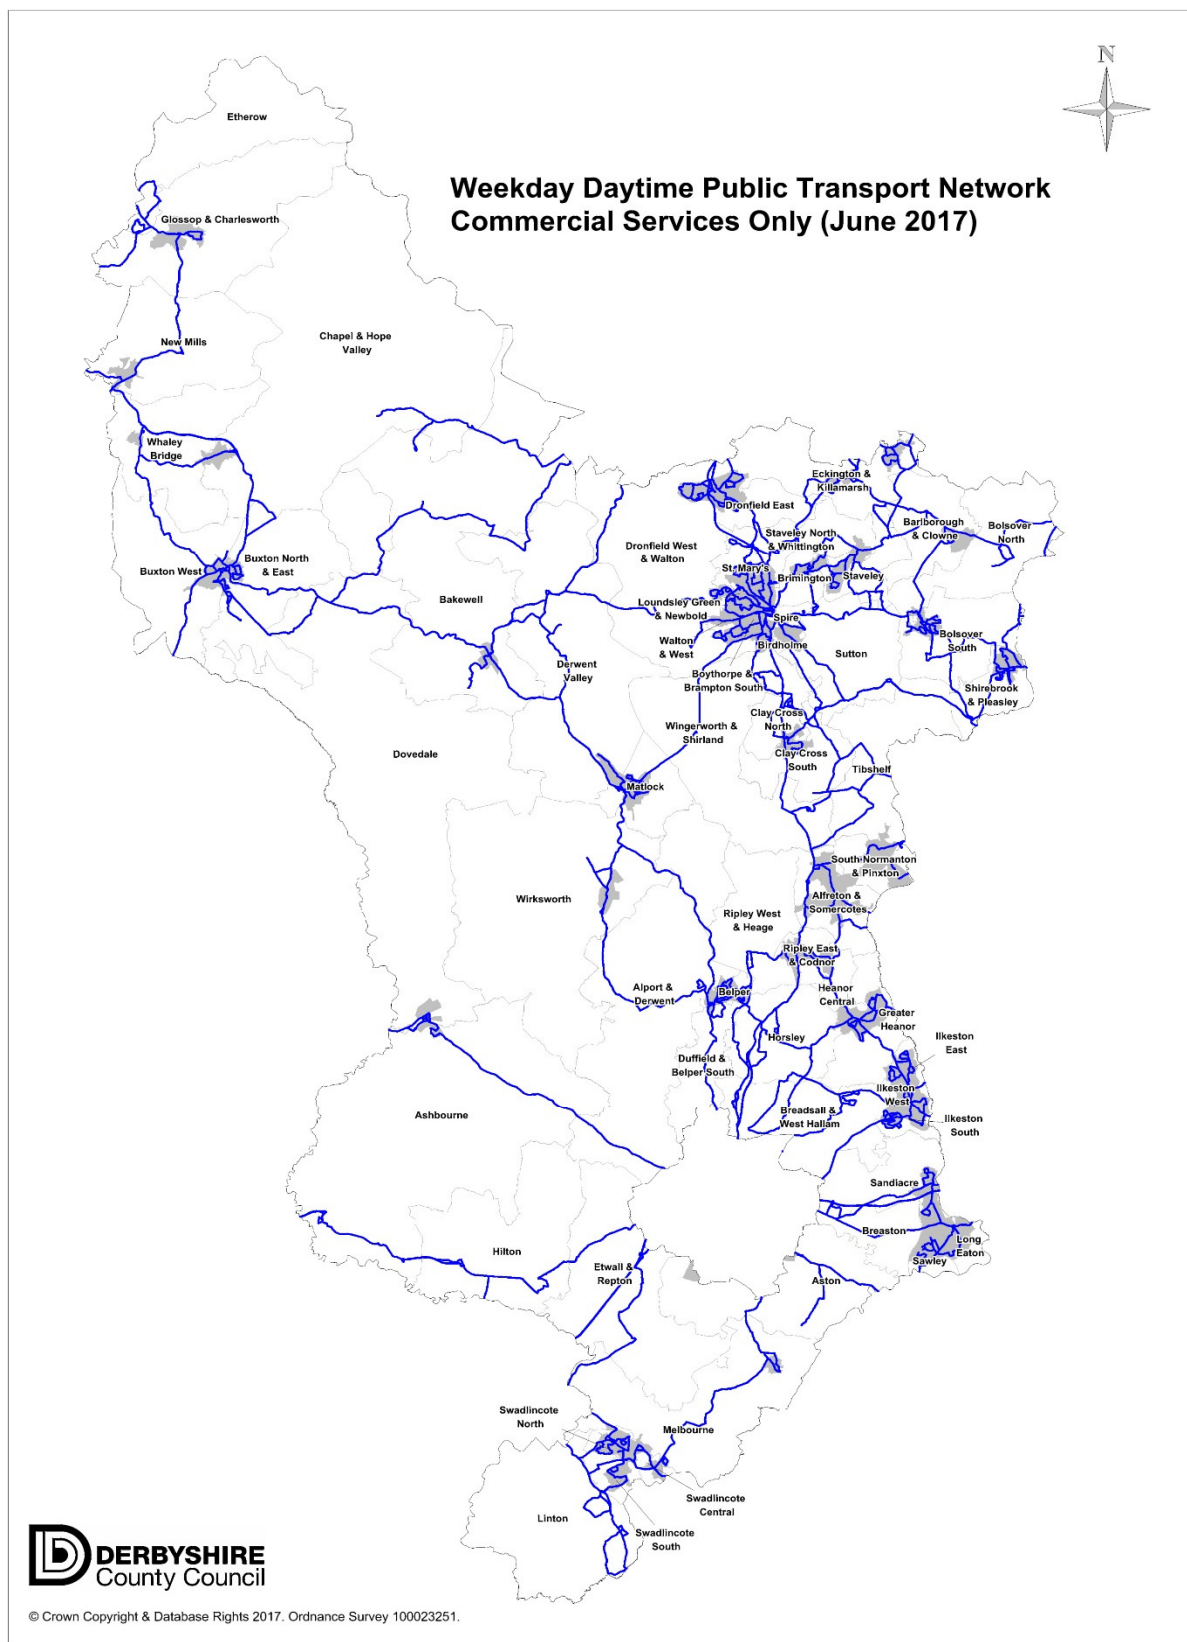 N
Weekday Daytime Public Transport Network
Commercial Services Only (June 2017)
Etherow
Glossop & Charlesworth
New Mills
Chapel & Hope
Valley
Whaley
Bridge
Buxton West
Buxton North
& East
Bakewell
Dronfield East
Eckington &
Killamarsh
Staveley North
& Whittington
Barlborough
& Clowne
Bolsover
North
Dronfield West
& Walton
St. Mary's
Brimington
Staveley
Loundsley Green
& Newbold
Spire
Walton
& West
Birdholme
Sutton
Bolsover
South
Derwent
Valley
Boythorpe &
Brampton South
Shirebrook
& Pleasley
Clay Cross
North
Wingerworth &
Shirland
Clay Cross
South
Dovedale
Tibshelf
Matlock
South Normanton
& Pinxton
Wirksworth
Alfreton &
Somercotes
Ripley West
& Heage
Ripley East
& Codnor
Alport &
Derwent
Belper
Heanor
Central
Greater
Heanor
Horsley
Ilkeston
East
Duffield &
Belper South
Ilkeston
West
Ashbourne
Breadsall &
West Hallam
Ilkeston
South
Sandiacre
Breaston
Long
Eaton
Sawley
Hilton
Etwall &
Repton
Aston
Swadlincote
North
Melbourne
Swadlincote
Central
Linton
Swadlincote
South
DERBYSHIRE
County Council
© Crown Copyright & Database Rights 2017. Ordnance Survey 100023251.